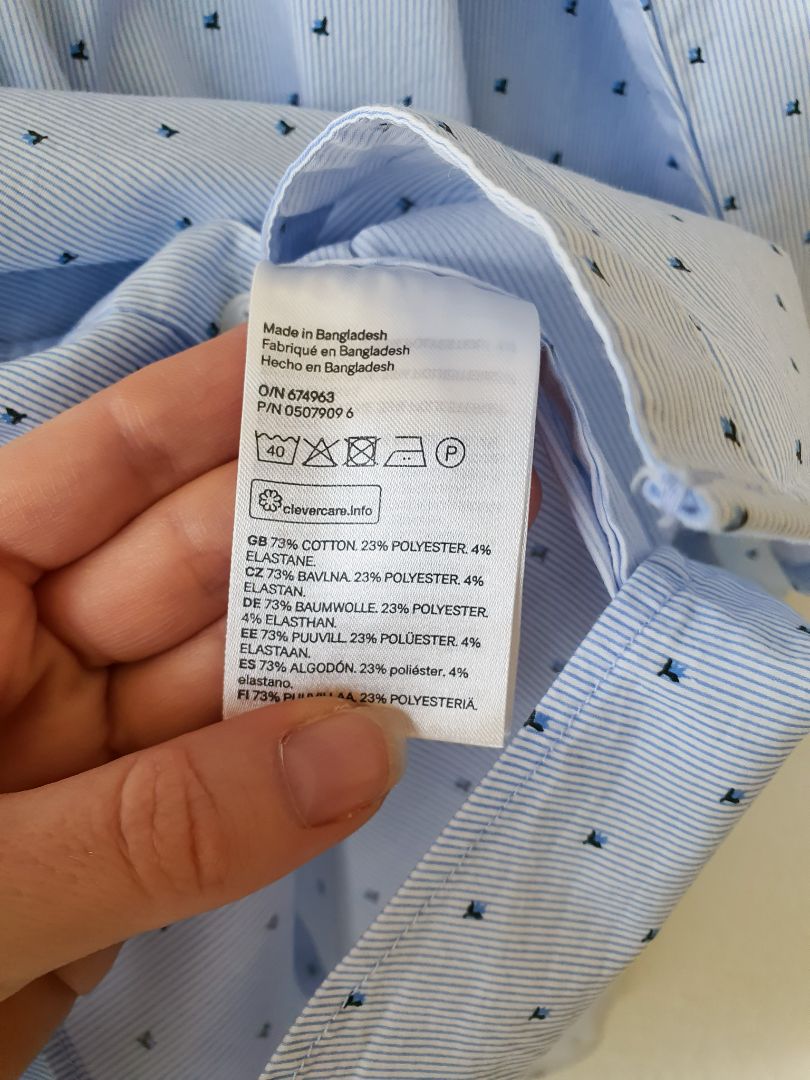 Made in Bangladesh
Fabriqué en Bangladesh
Hecho en Bangladesh
O/N 674963
P/N 0507909 6
40 P
clevercare.info
GB 73% COTTON. 23% POLYESTER. 4%
ELASTANE.
CZ 73% BAVLNA. 23% POLYESTER. 4%
ELASTAN.
DE 73% BAUMWOLLE. 23% POLYESTER.
4% ELASTHAN.
EE 73% PUUVILL. 23% POLÜESTER. 4%
ELASTAAN.
ES 73% ALGODÓN. 23% poliéster. 4%
elastano.
FI 73% 23% POLYESTERIÄ.